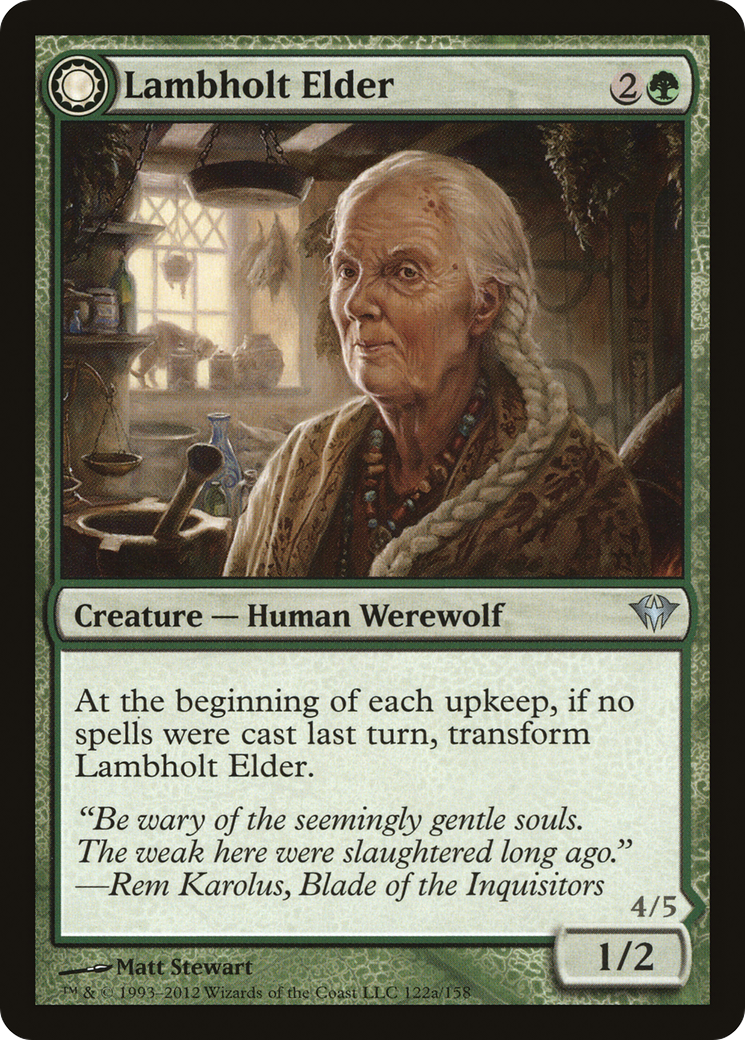 Lambholt Elder 2
Creature — Human Werewolf
At the beginning of each upkeep, if no
spells were cast last turn, transform
Lambholt Elder.
“Be wary of the seemingly gentle souls.
The weak here were slaughtered long ago.”
—Rem Karolus, Blade of the Inquisitors
4/5
1/2
Matt Stewart
™ & © 1993–2012 Wizards of the Coast LLC 122a/158